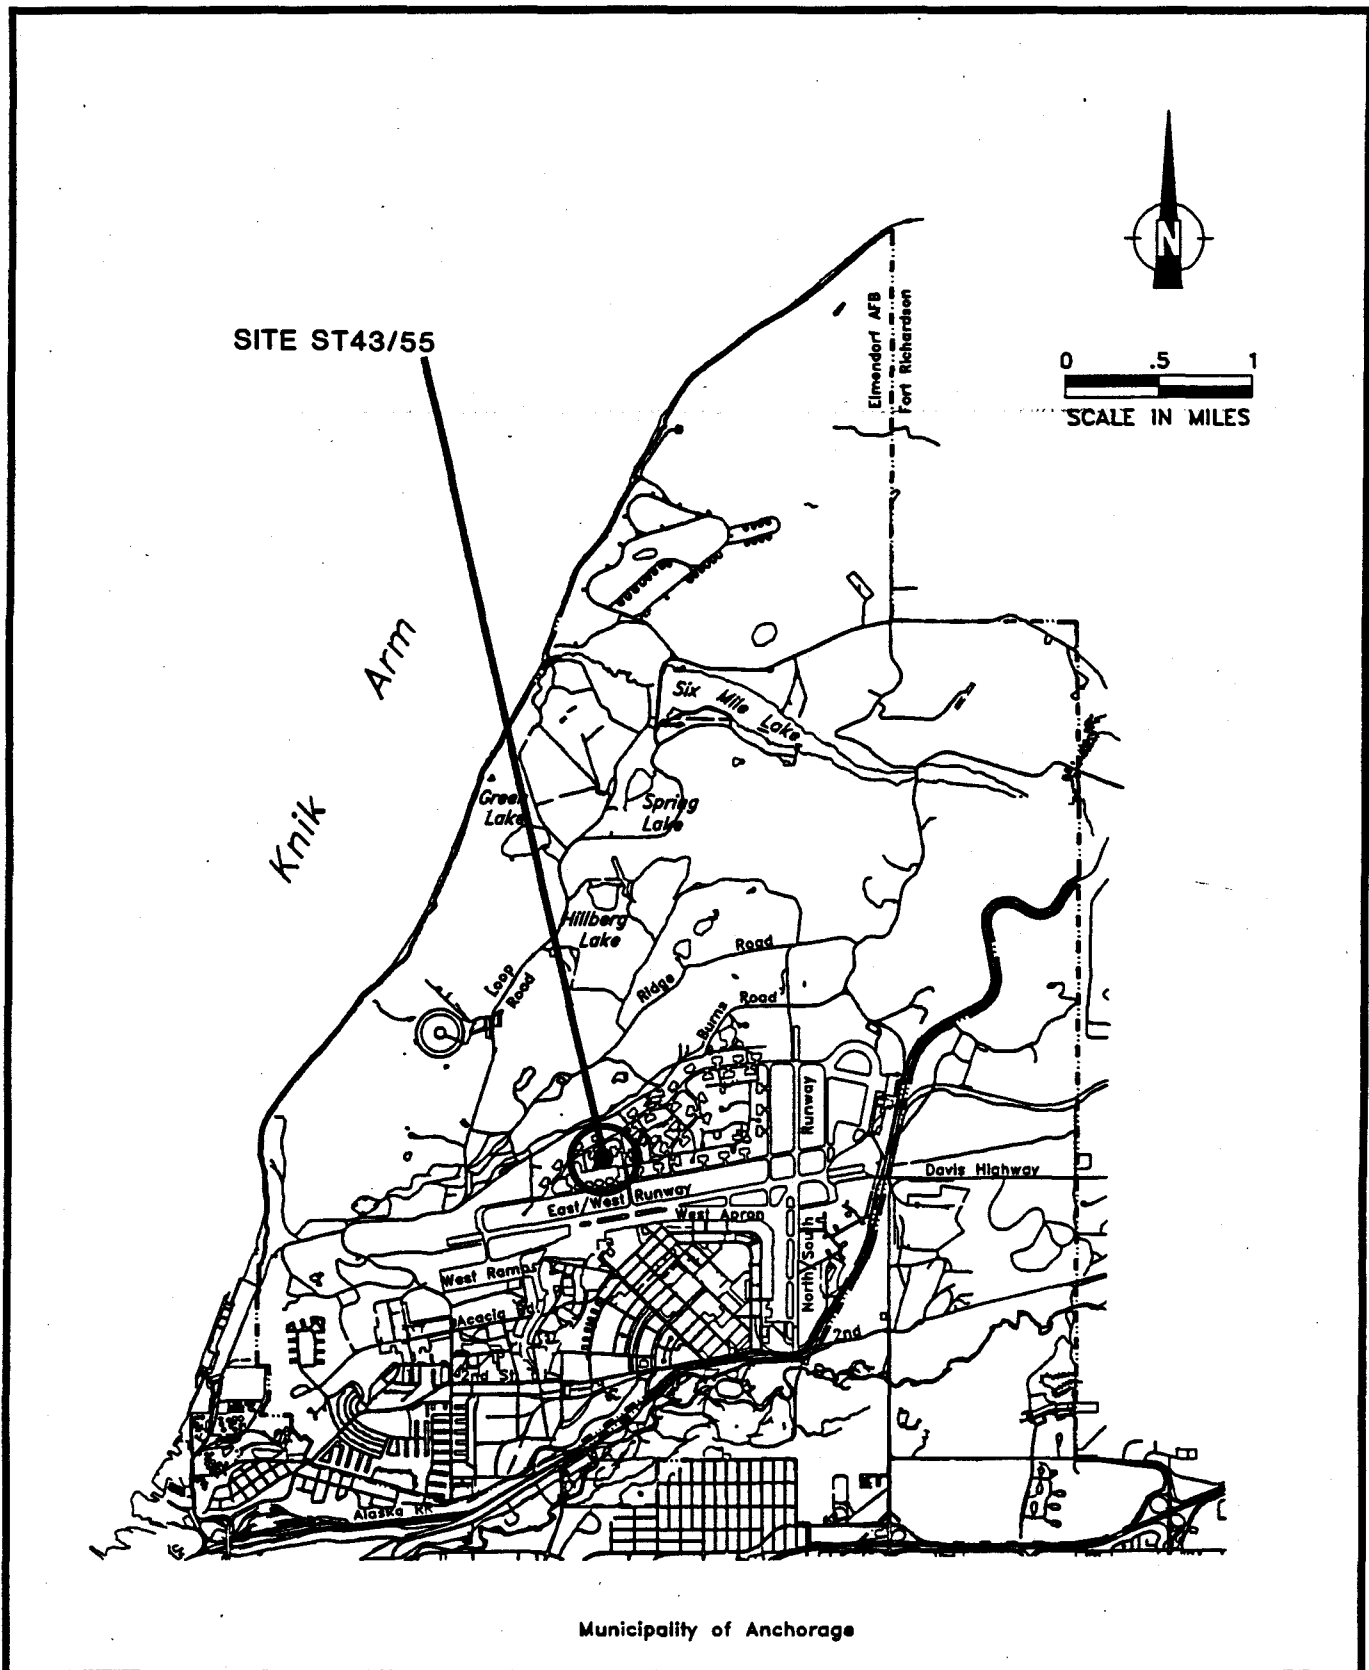 N
SITE ST43/55
Elmendorf AFB
Fort Richardson
0 .5 1
SCALE IN MILES
Knik Arm
Six Mile Lake
Green
Lake
Spring
Lake
Hillberg
Lake
Loop
Road
Ridge Road
Burns Road
North/South Runway
Davis Highway
East/West Runway
West Apron
West Ramp
Acacia Rd.
2nd
2nd St
Alaska RR
Municipality of Anchorage